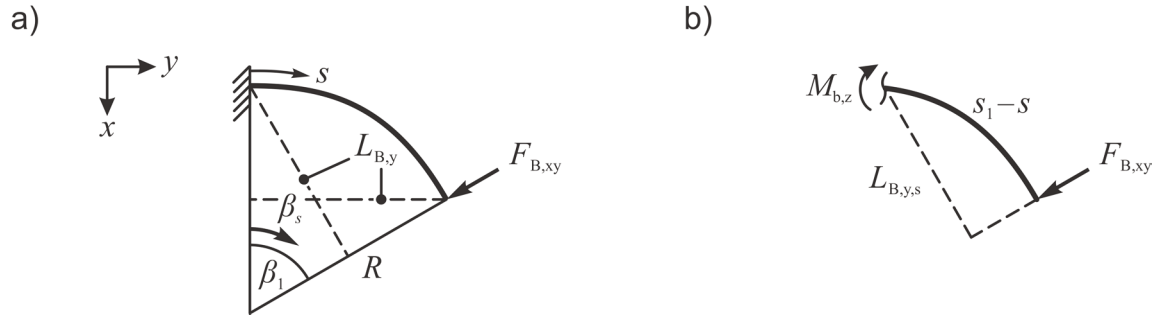 a)
b)
y
x
s
L_B,y
F_B,xy
β_s
β_1
R
M_b,z
s_1−s
L_B,y,s
F_B,xy